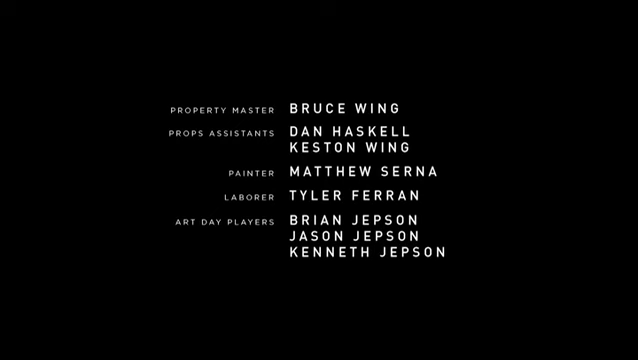 PROPERTY MASTER BRUCE WING
PROPS ASSISTANTS DAN HASKELL
KESTON WING
PAINTER MATTHEW SERNA
LABORER TYLER FERRAN
ART DAY PLAYERS BRIAN JEPSON
JASON JEPSON
KENNETH JEPSON